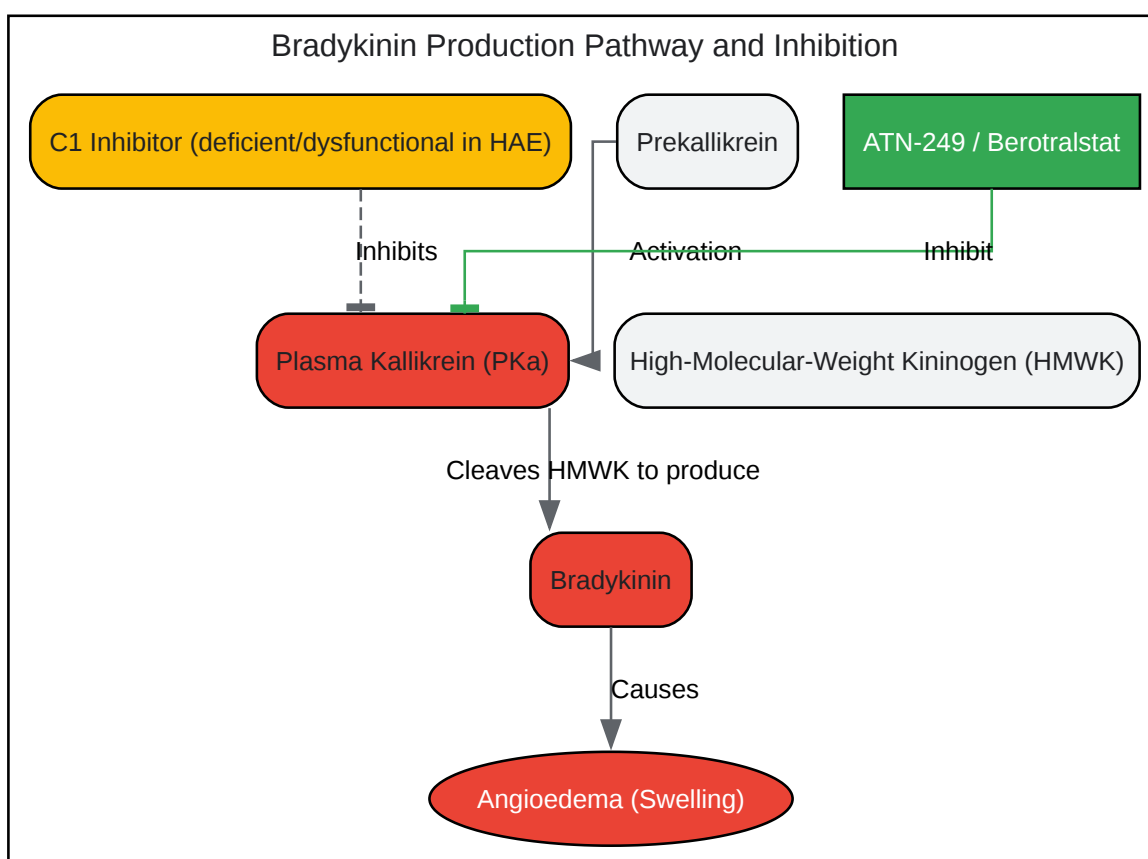 Bradykinin Production Pathway and Inhibition
C1 Inhibitor (deficient/dysfunctional in HAE)
Prekallikrein
ATN-249 / Berotralstat
Inhibits
Activation
Inhibit
Plasma Kallikrein (PKa)
High-Molecular-Weight Kininogen (HMWK)
Cleaves HMWK to produce
Bradykinin
Causes
Angioedema (Swelling)